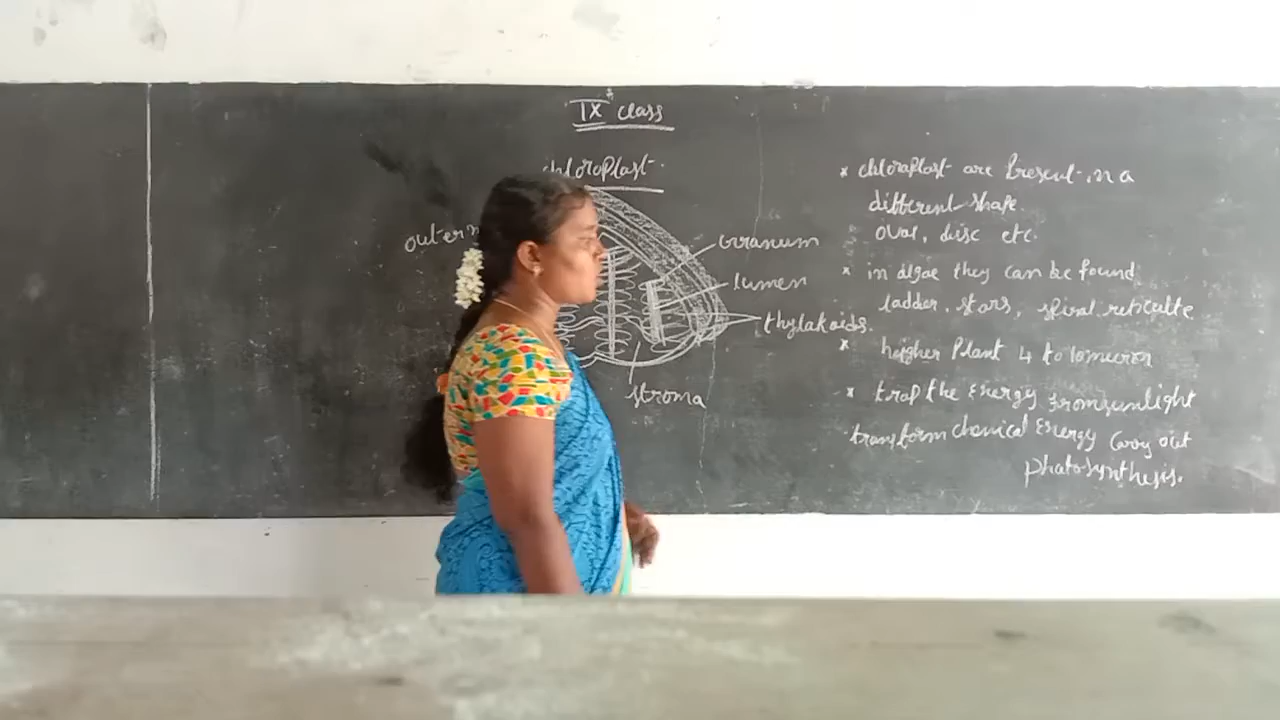 IX class
chloroplast.
outer
granum
lumen
thylakoids.
stroma
* chloroplast are present in a
different shape.
oval, disc etc.
* in algae they can be found
ladder, stars, spiral reticulte
* heigher plant 4 to 10micron
* trap the Energy from sunlight
transform chemical Energy carry out
photosynthesis.